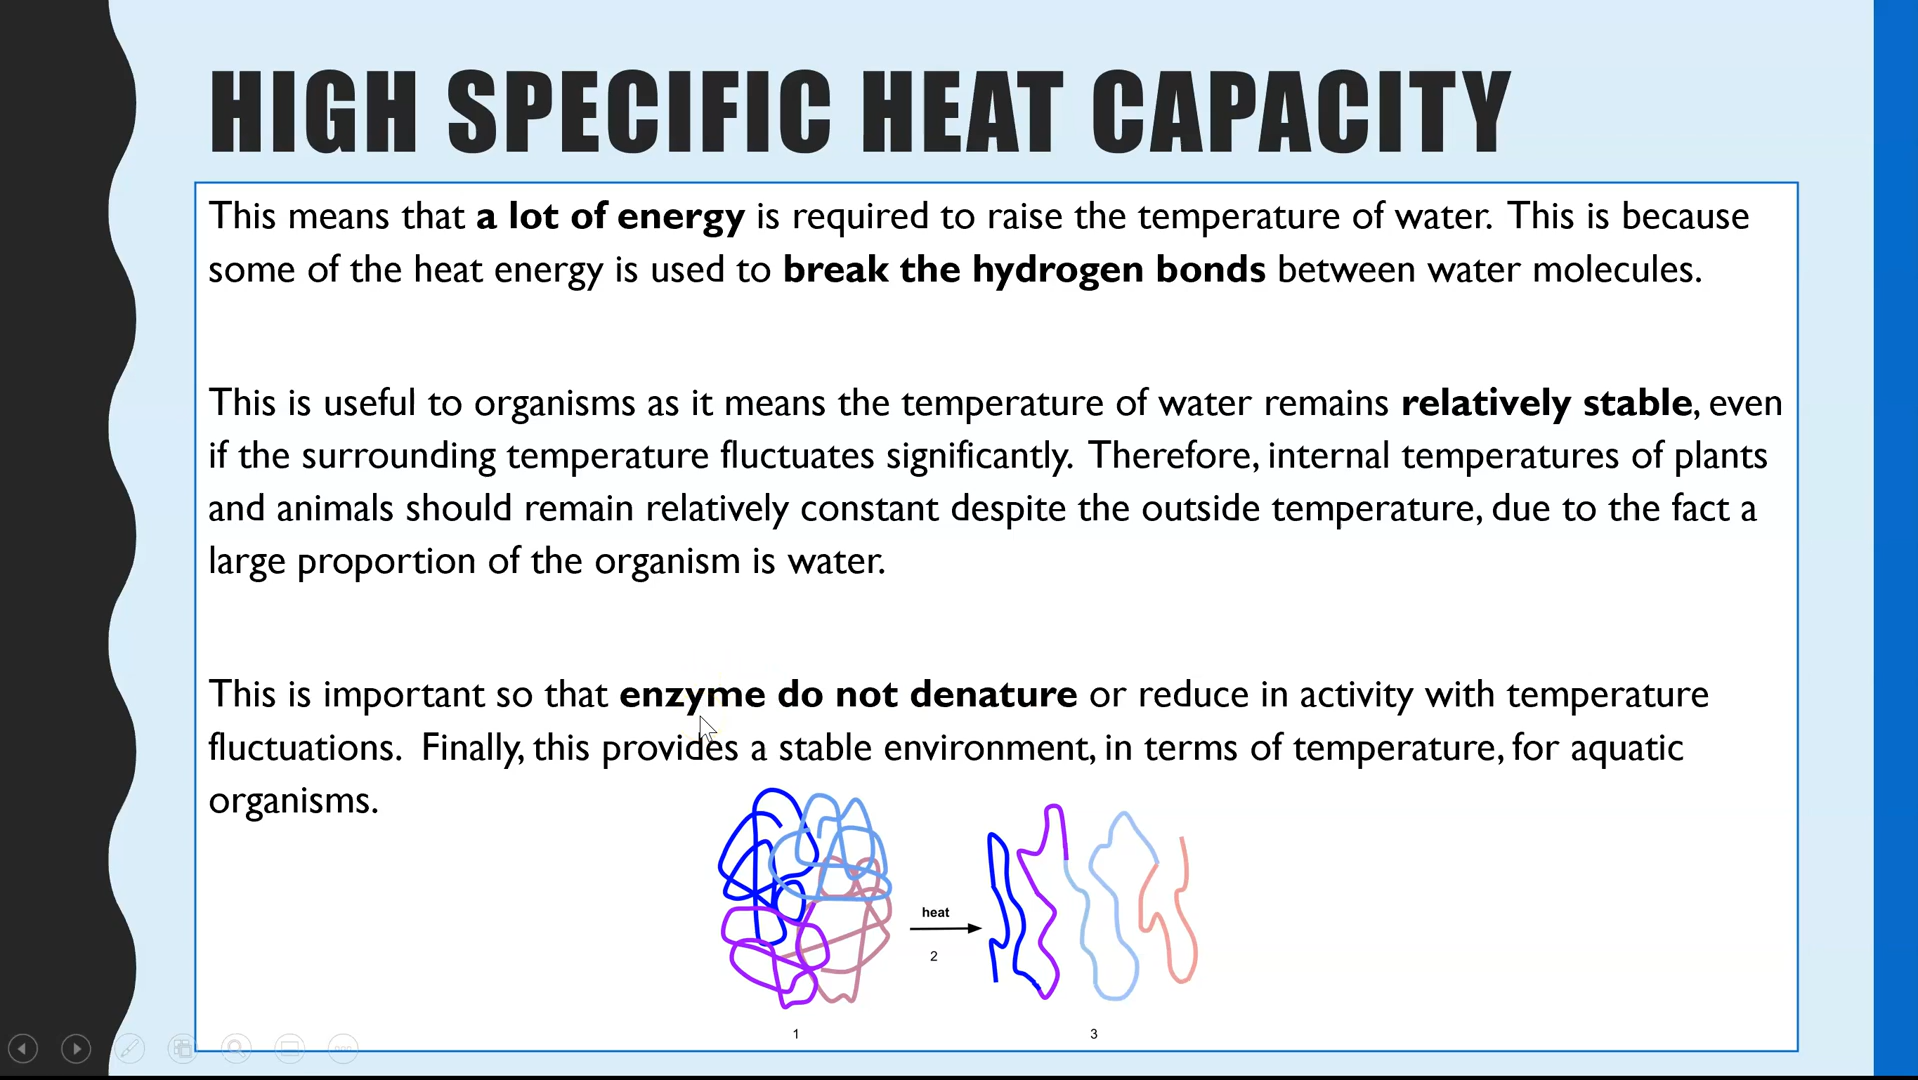 HIGH SPECIFIC HEAT CAPACITY
This means that a lot of energy is required to raise the temperature of water. This is because
some of the heat energy is used to break the hydrogen bonds between water molecules.
This is useful to organisms as it means the temperature of water remains relatively stable, even
if the surrounding temperature fluctuates significantly. Therefore, internal temperatures of plants
and animals should remain relatively constant despite the outside temperature, due to the fact a
large proportion of the organism is water.
This is important so that enzyme do not denature or reduce in activity with temperature
fluctuations. Finally, this provides a stable environment, in terms of temperature, for aquatic
organisms.
heat
2
1
3